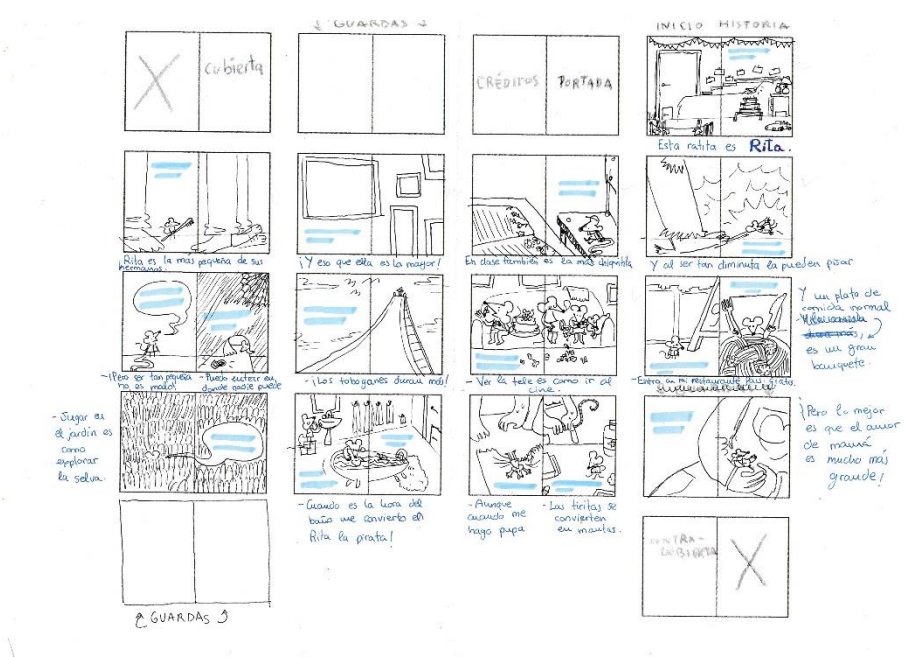 ↓ GUARDAS ↓
INICIO HISTORIA
cubierta
CRÉDITOS
PORTADA
Esta ratita es Rita.
Rita es la mas pequeña de sus
hermanos.
¡Y eso que ella es la mayor!
En clase también es la más chiquitita
Y al ser tan diminuta la pueden pisar
-¡Pero ser tan pequeña
no es malo!
-Puedo entrar en
donde nadie puede
-¡Los toboganes duran más!
- Ver la tele es como ir al
cine.
-Entro en mi restaurante
gratis.
Y un plato de
comida normal
es un gran
banquete.
- Jugar en
el jardín es
como
explorar
la selva.
- Cuando es la hora del
baño me convierto en
Rita la pirata!
- Aunque
cuando me
hago pupa
- Las tiritas se
convierten
en mantas.
¡Pero lo mejor
es que el amor
de mamá
es mucho más
grande!
GUARDAS
CONTRA-
CUBIERTA